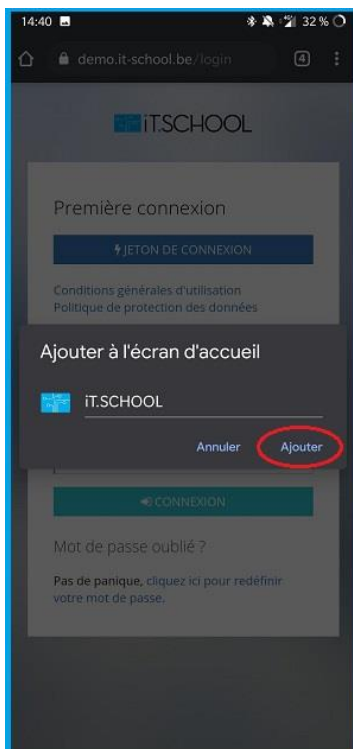 14:40
32 %
demo.it-school.be/login
4
iT.SCHOOL
Première connexion
JETON DE CONNEXION
Conditions générales d'utilisation
Politique de protection des données
Ajouter à l'écran d'accueil
iT.SCHOOL
Annuler Ajouter
CONNEXION
Mot de passe oublié ?
Pas de panique, cliquez ici pour redéfinir
votre mot de passe.